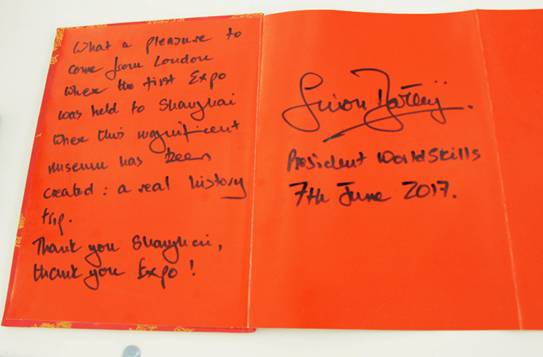 What a pleasure to
come from London
where the first Expo
was held to Shanghai
where this magnificent
museum has been
created : a real history
trip.
Thank you Shanghai,
thank you Expo !
Simon Bartley.
President WorldSkills
7th June 2017.